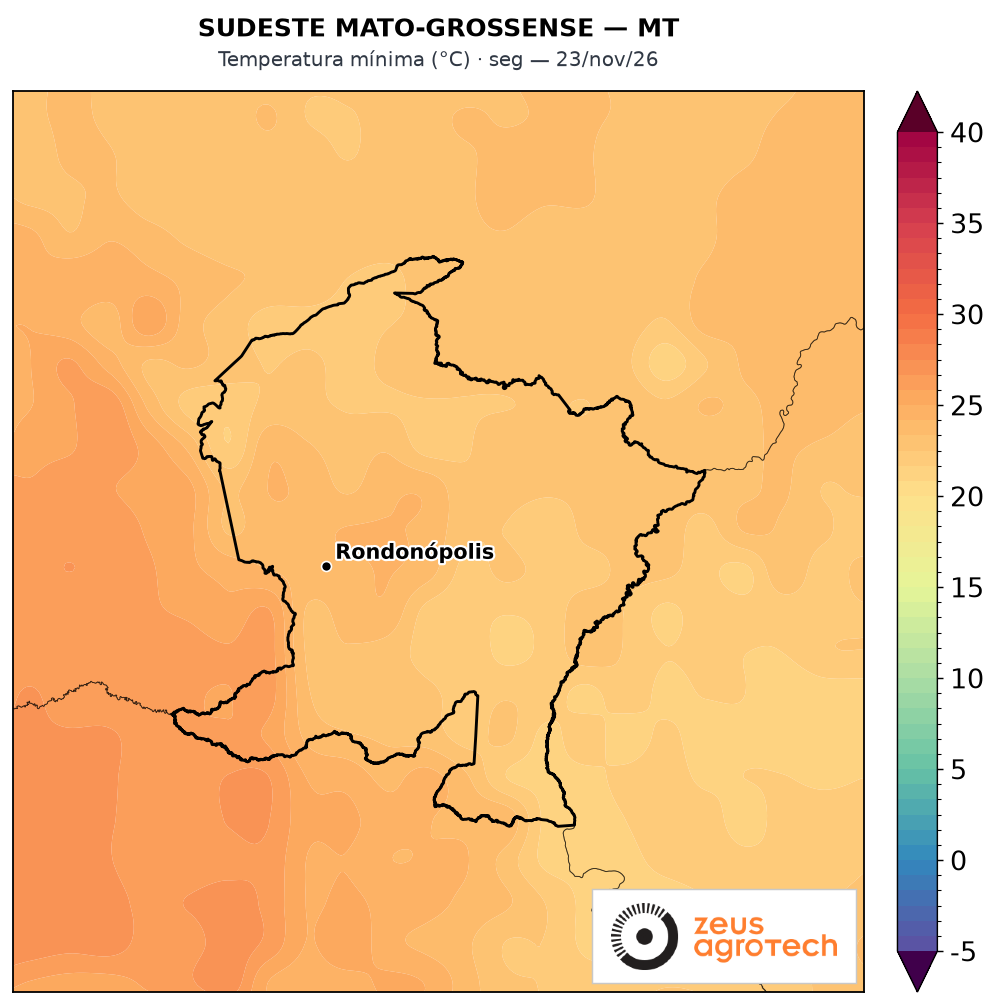 SUDESTE MATO-GROSSENSE — MT
Temperatura mínima (°C) · seg — 23/nov/26
40
35
30
25
20
15
10
5
0
-5
Rondonópolis
zeus
agrotech